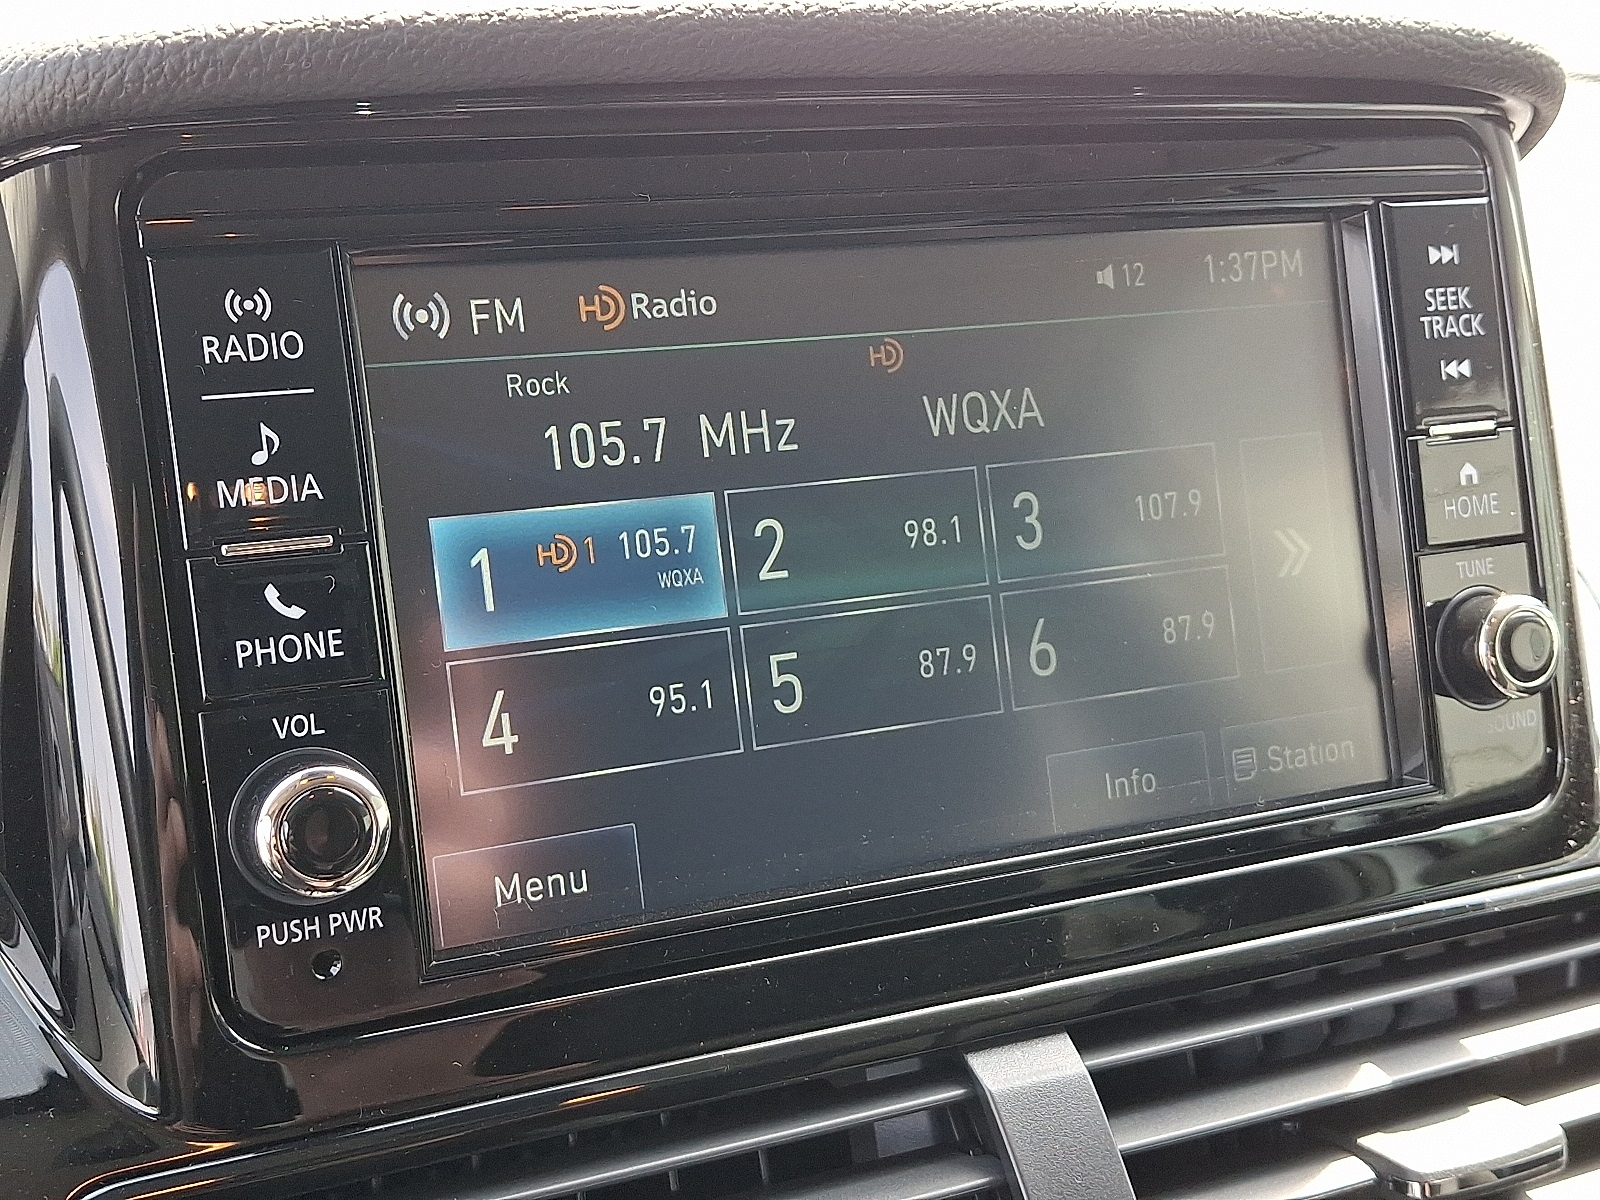 RADIO
MEDIA
PHONE
VOL
PUSH PWR
FM HD Radio 12 1:37PM
HD
Rock
105.7 MHz WQXA
1 HD1 105.7
WQXA
2 98.1
3 107.9
4 95.1
5 87.9
6 87.9
Info
Station
Menu
SEEK
TRACK
HOME
TUNE
SOUND